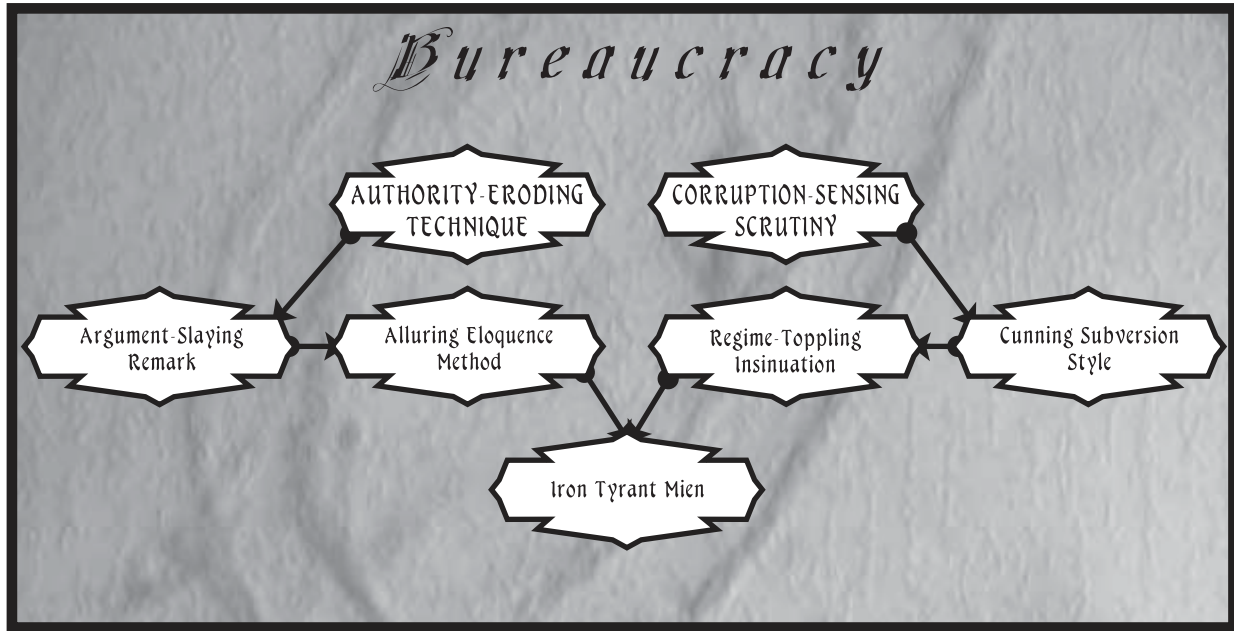 Bureaucracy
AUTHORITY-ERODING
TECHNIQUE
CORRUPTION-SENSING
SCRUTINY
Argument-Slaying
Remark
Alluring Eloquence
Method
Regime-Toppling
Insinuation
Cunning Subversion
Style
Iron Tyrant Mien